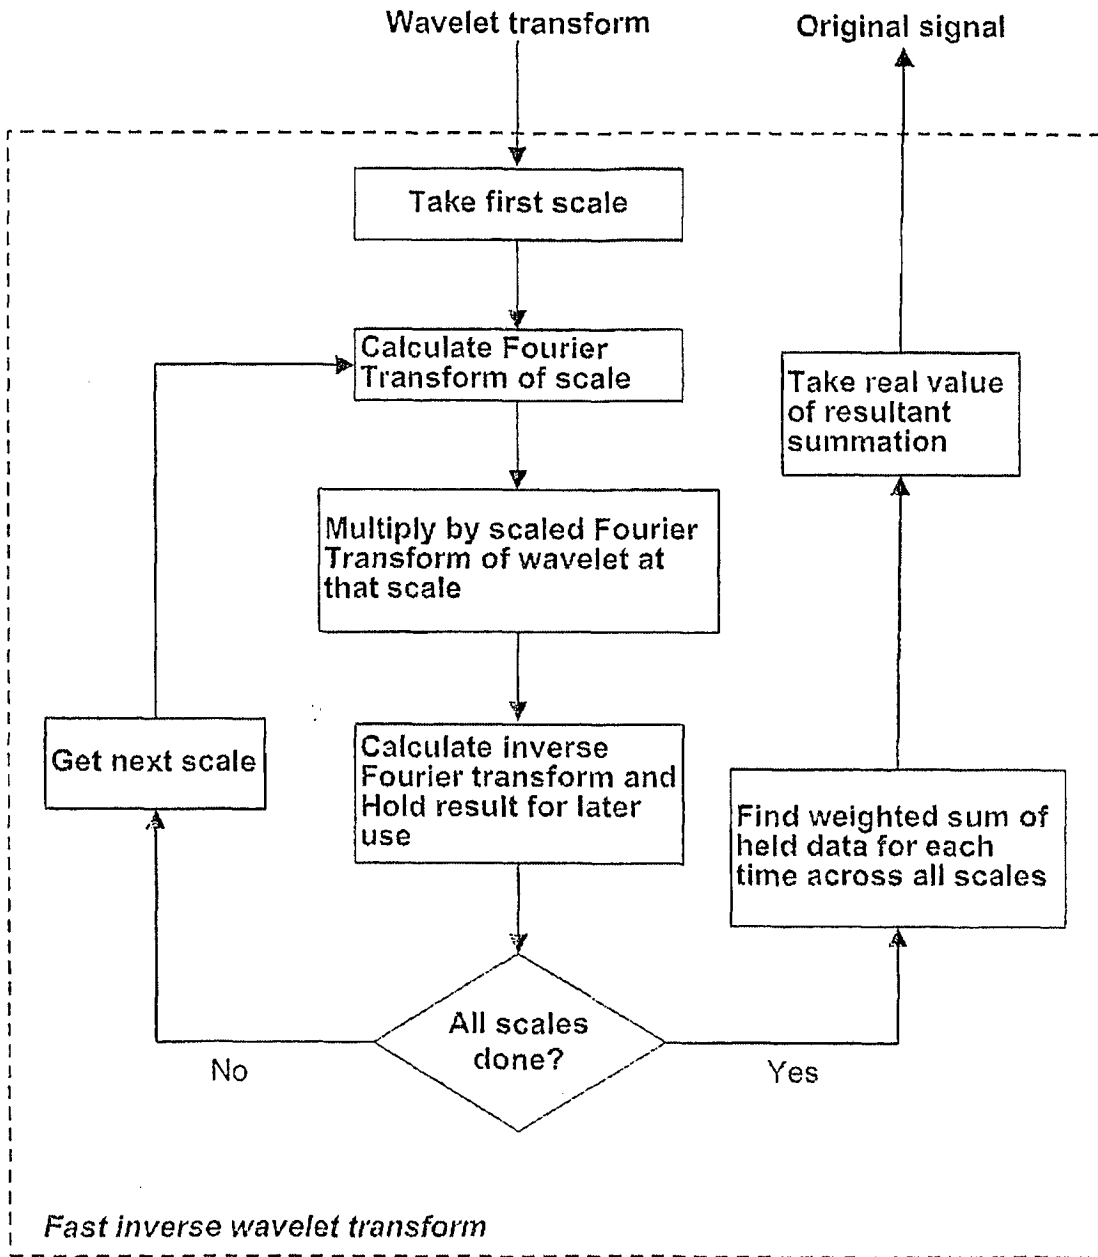 Wavelet transform
Original signal
Take first scale
Calculate Fourier
Transform of scale
Take real value
of resultant
summation
Multiply by scaled Fourier
Transform of wavelet at
that scale
Get next scale
Calculate inverse
Fourier transform and
Hold result for later
use
Find weighted sum of
held data for each
time across all scales
All scales
done?
No
Yes
Fast inverse wavelet transform